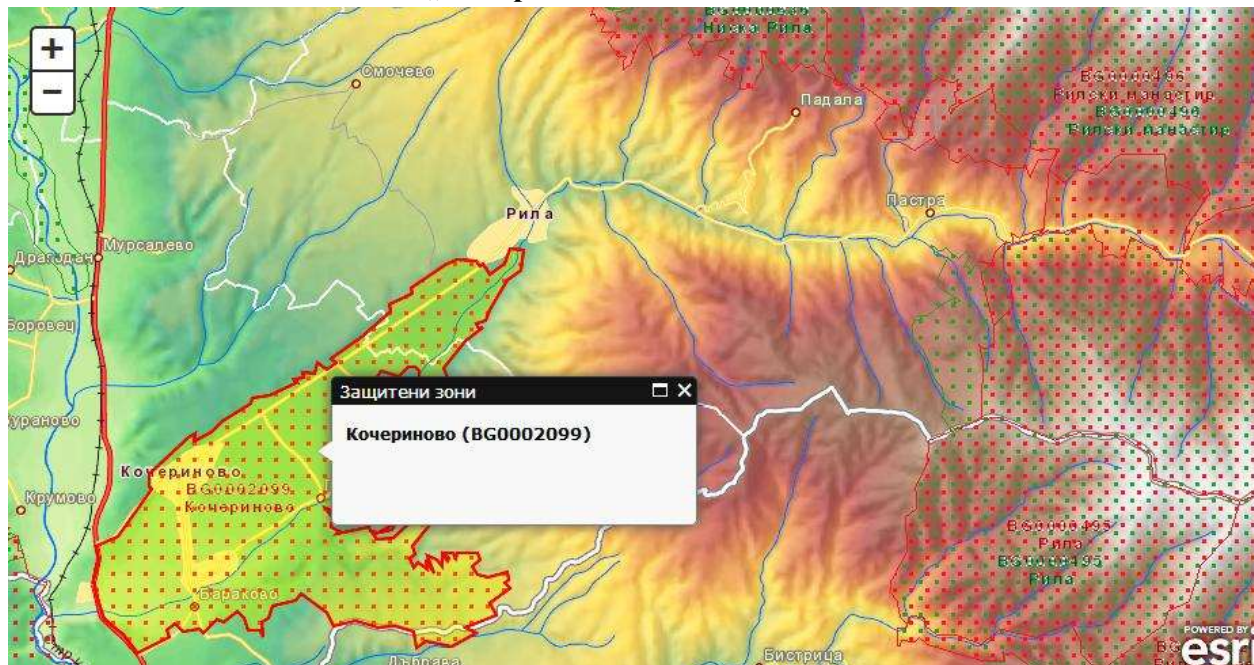 Ниска Рила
+
−
Смочево
BG0000496
Рилски манастир
BG0000496
Рилски манастир
Падала
Рила
Пастра
Мурсалево
Драгодан
Боровец
Защитени зони
Кочериново (BG0002099)
Кочериново
BG0002099
Кочериново
Крумово
BG0000495
Рила
BG0000495
Рила
Бараково
POWERED BY
esri
Дъбрава
Бистрица